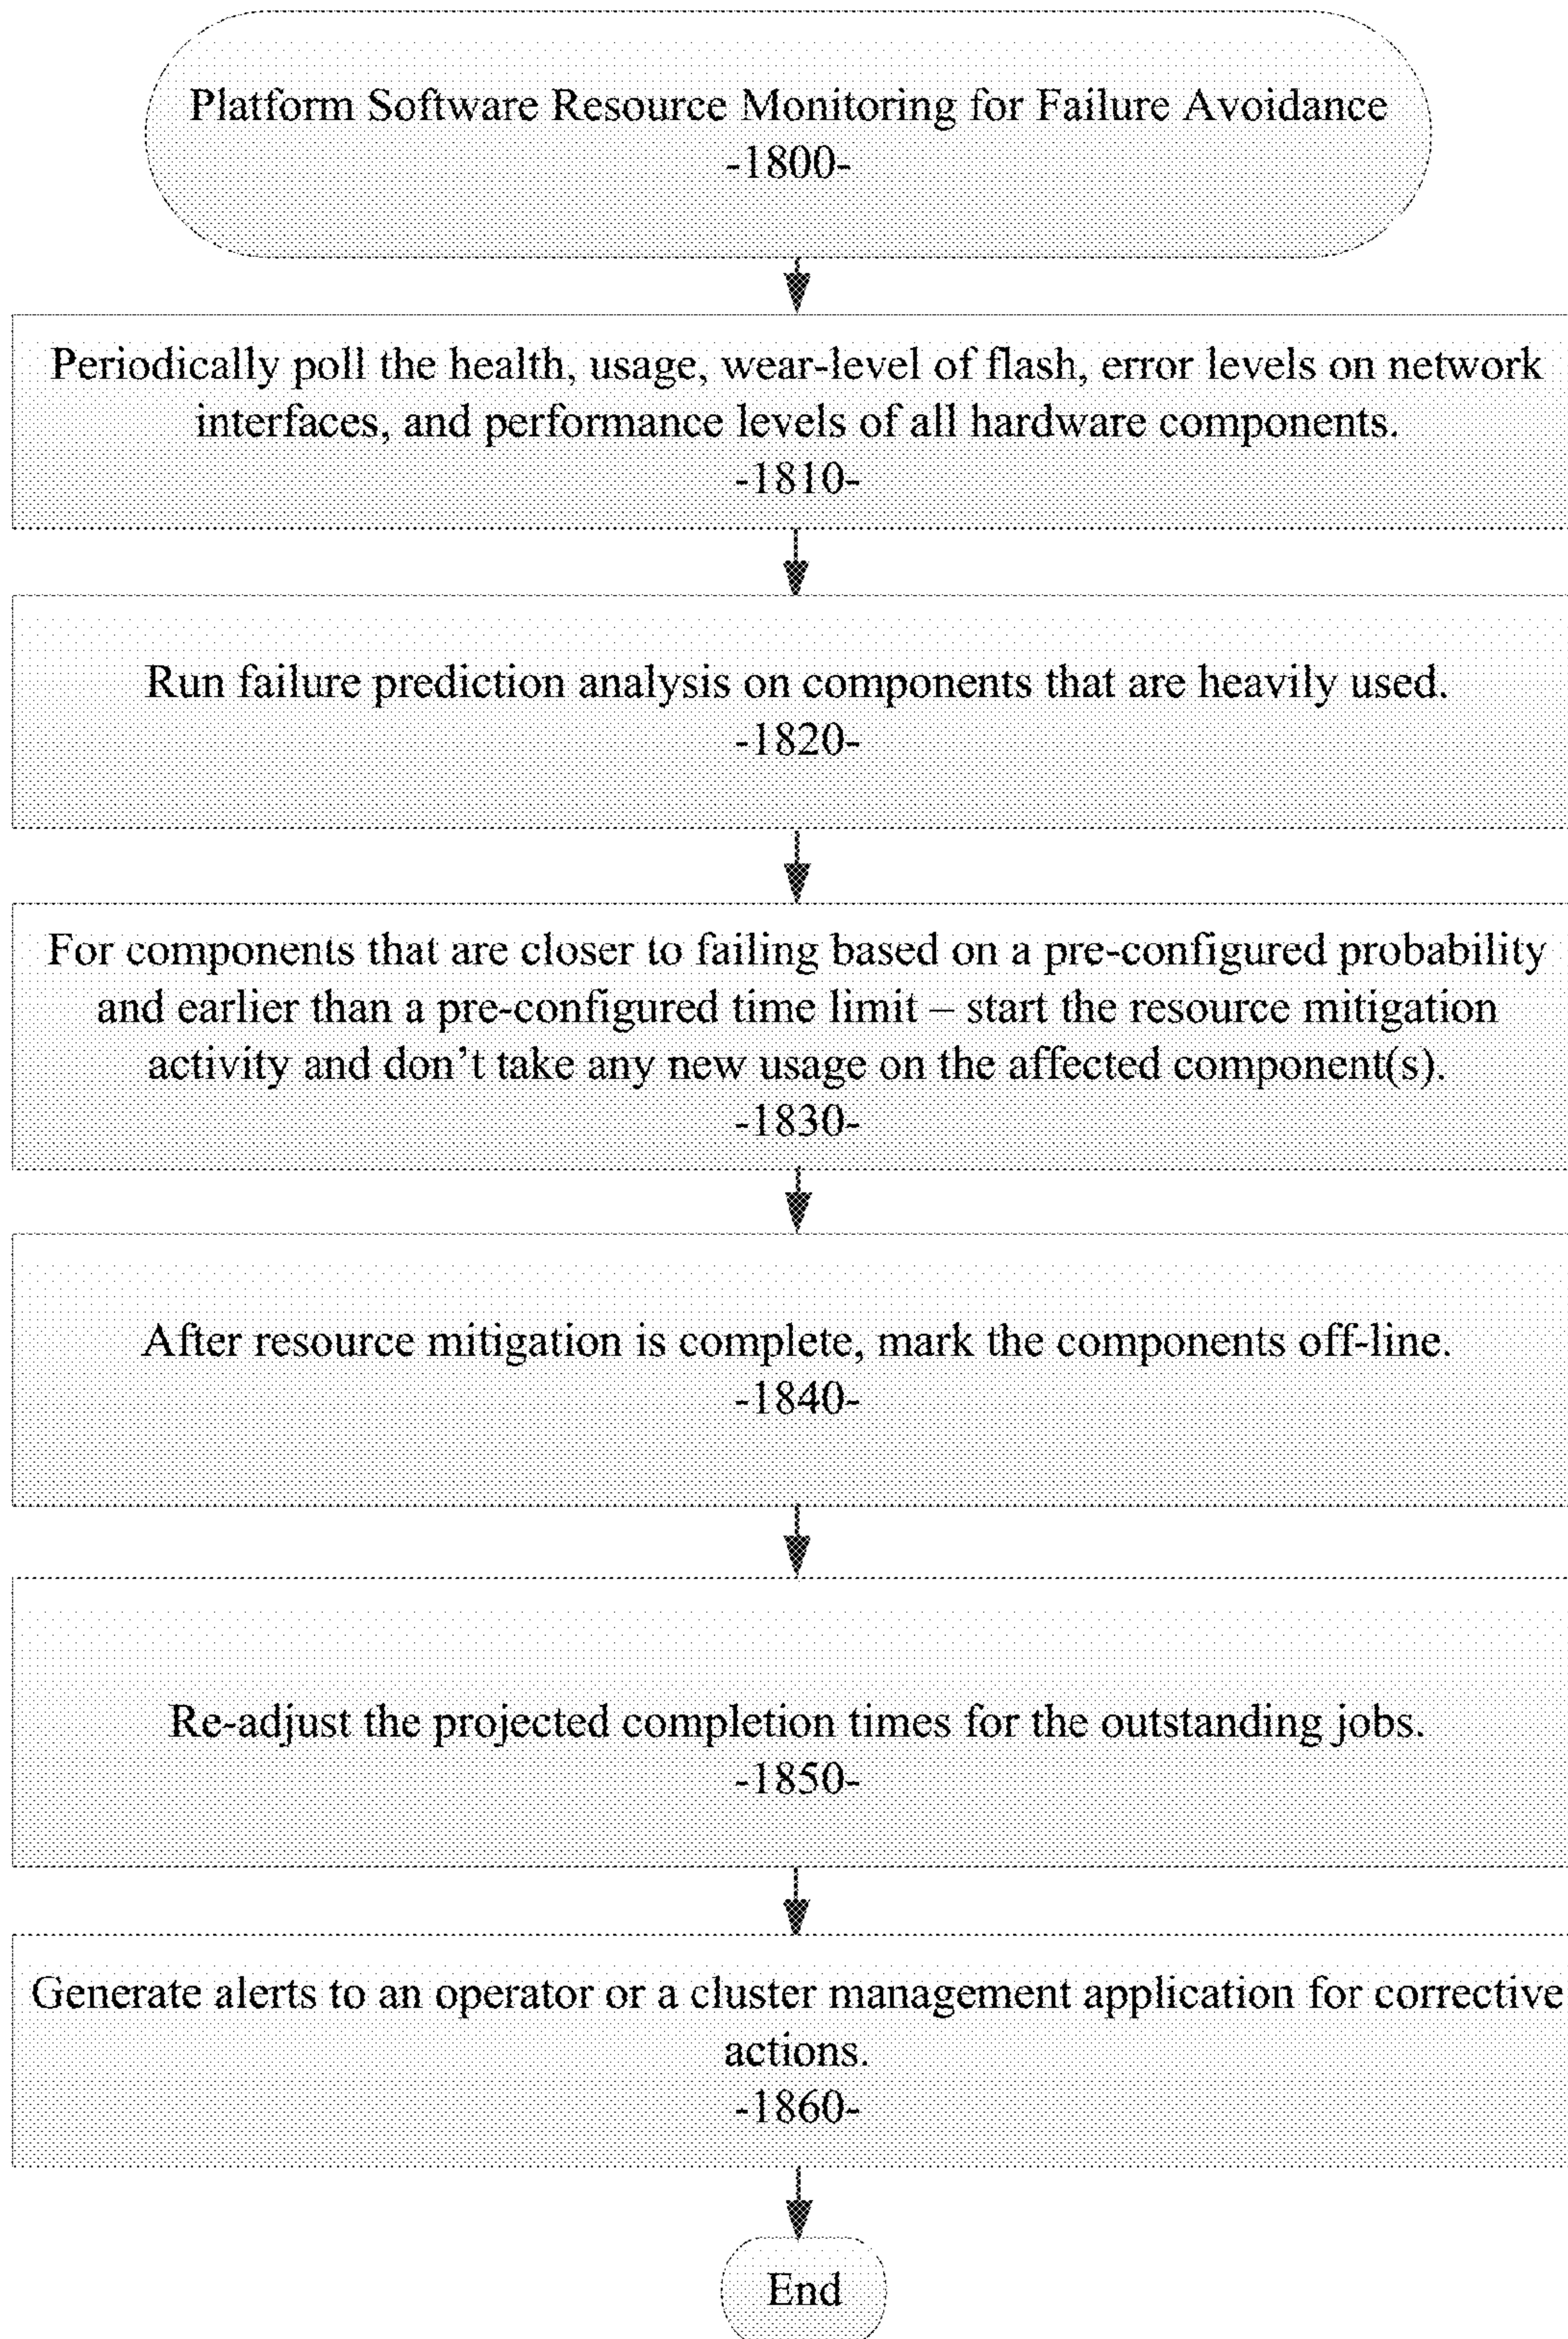 Platform Software Resource Monitoring for Failure Avoidance
-1800-
Periodically poll the health, usage, wear-level of flash, error levels on network
interfaces, and performance levels of all hardware components.
-1810-
Run failure prediction analysis on components that are heavily used.
-1820-
For components that are closer to failing based on a pre-configured probability
and earlier than a pre-configured time limit – start the resource mitigation
activity and don't take any new usage on the affected component(s).
-1830-
After resource mitigation is complete, mark the components off-line.
-1840-
Re-adjust the projected completion times for the outstanding jobs.
-1850-
Generate alerts to an operator or a cluster management application for corrective
actions.
-1860-
End